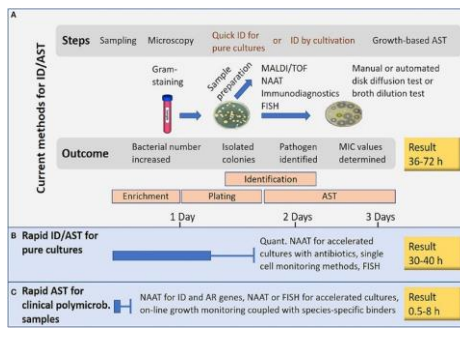 A
Current methods for ID/AST
Steps Sampling Microscopy Quick ID for pure cultures or ID by cultivation Growth-based AST
Gram-staining
Sample preparation
MALDI/TOF
NAAT
Immunodiagnostics
FISH
Manual or automated
disk diffusion test or
broth dilution test
Outcome
Bacterial number
increased
Isolated
colonies
Pathogen
identified
MIC values
determined
Result
36-72 h
Identification
Enrichment Plating AST
1 Day 2 Days 3 Days
B Rapid ID/AST for
pure cultures
Quant. NAAT for accelerated
cultures with antibiotics, single
cell monitoring methods, FISH
Result
30-40 h
C Rapid AST for
clinical polymicrob.
samples
NAAT for ID and AR genes, NAAT or FISH for accelerated cultures,
on-line growth monitoring coupled with species-specific binders
Result
0.5-8 h